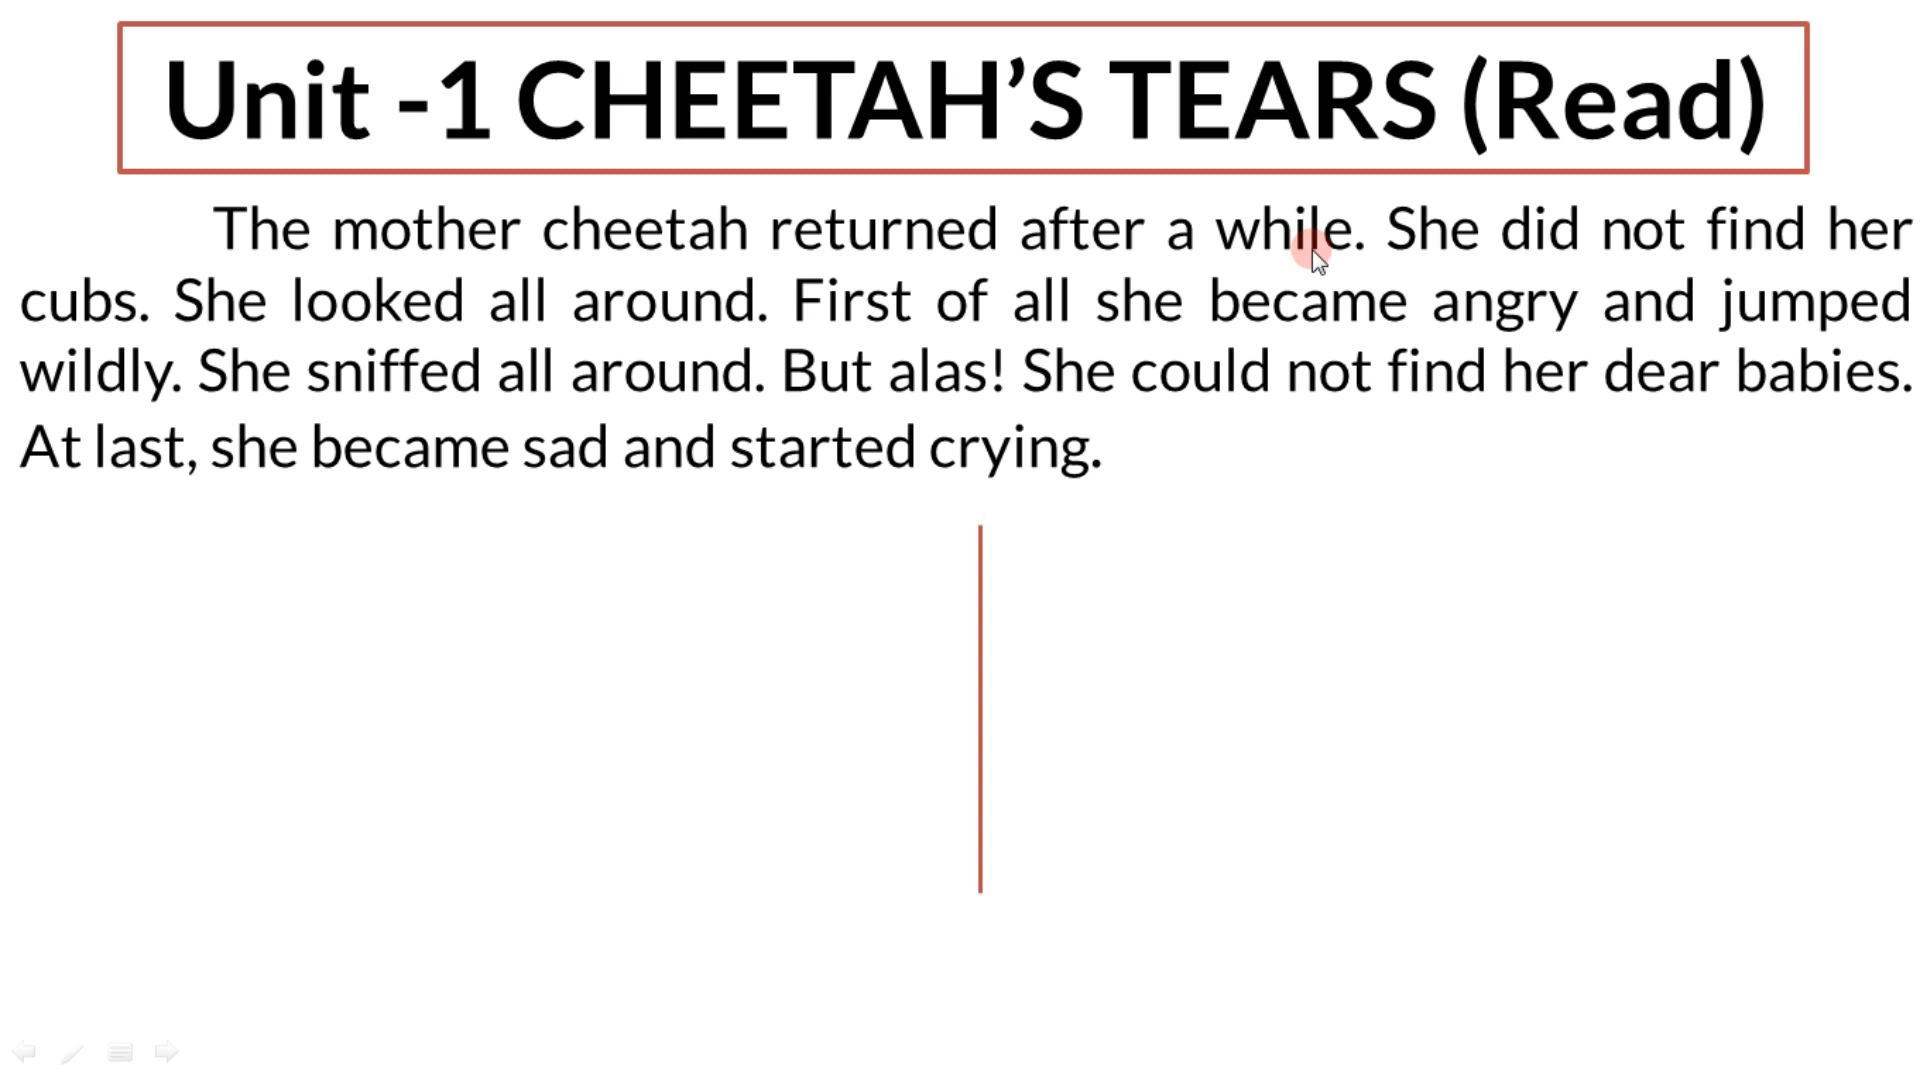 Unit -1 CHEETAH’S TEARS (Read)
The mother cheetah returned after a while. She did not find her
cubs. She looked all around. First of all she became angry and jumped
wildly. She sniffed all around. But alas! She could not find her dear babies.
At last, she became sad and started crying.